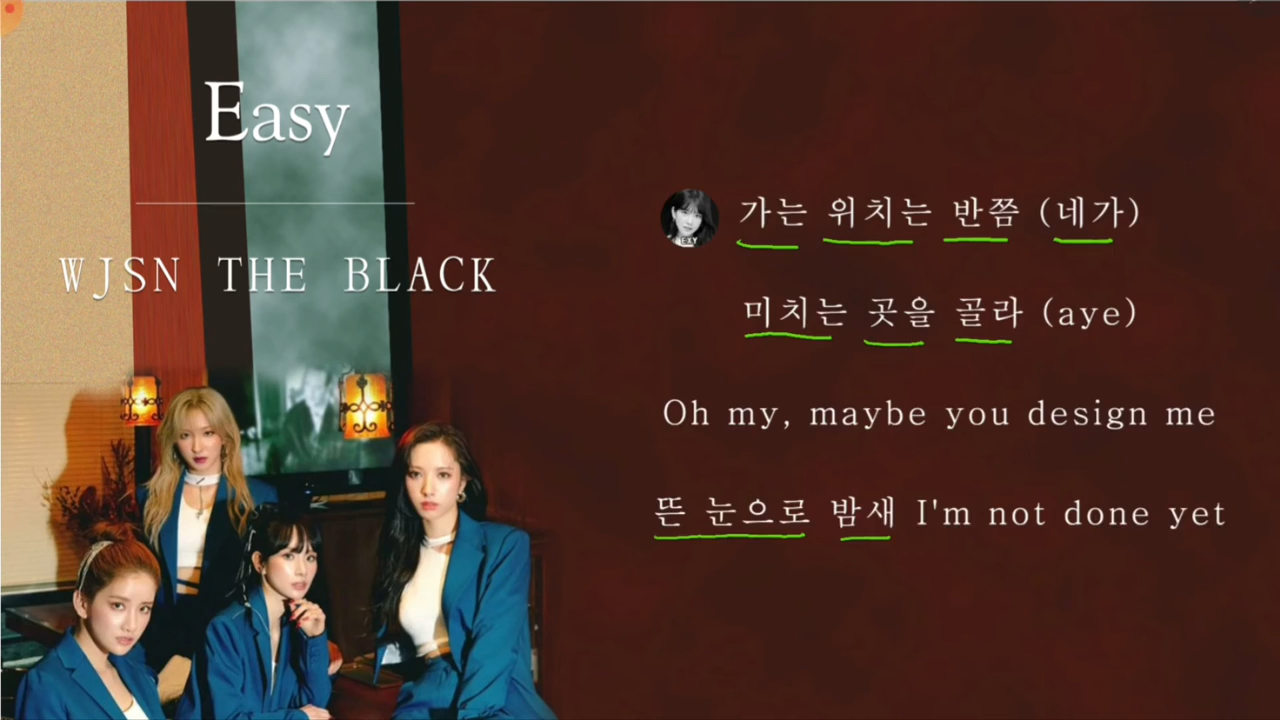 Easy
WJSN THE BLACK
가는 위치는 반쯤 (네가)
EXY
미치는 곳을 골라 (aye)
Oh my, maybe you design me
뜬 눈으로 밤새 I'm not done yet